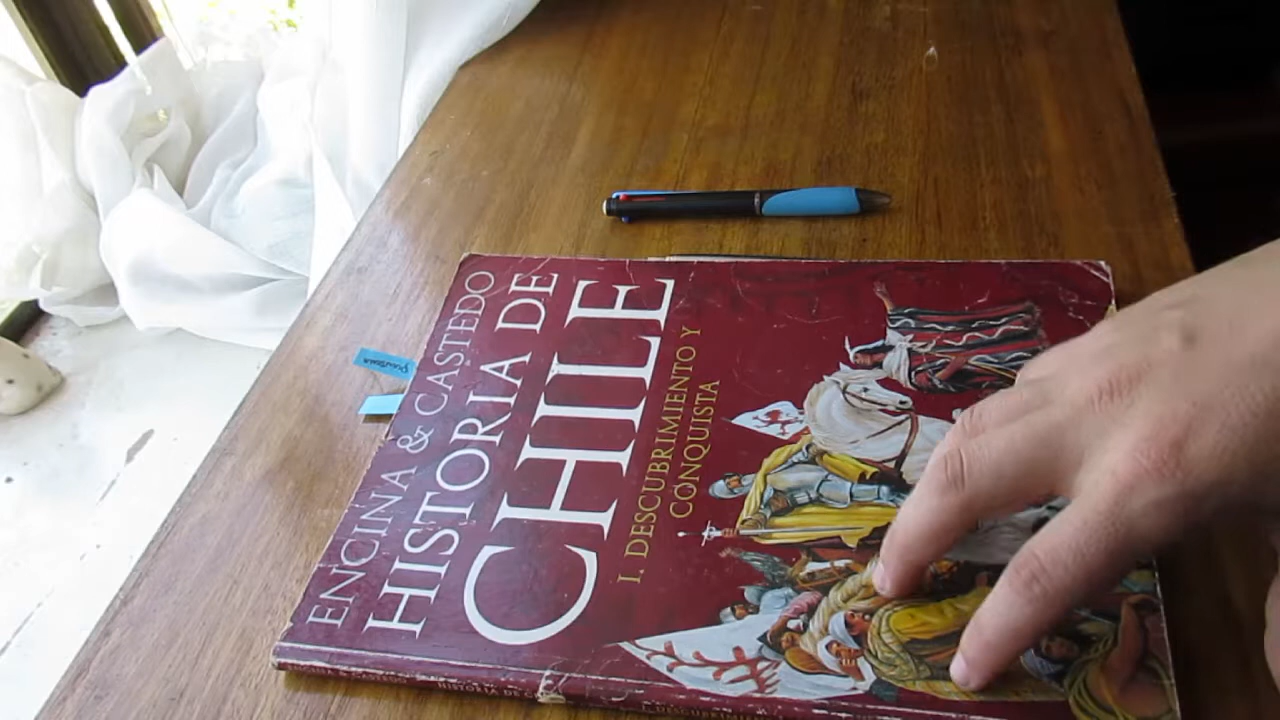 ENCINA & CASTEDO
HISTORIA DE
CHILE
I. DESCUBRIMIENTO Y
CONQUISTA